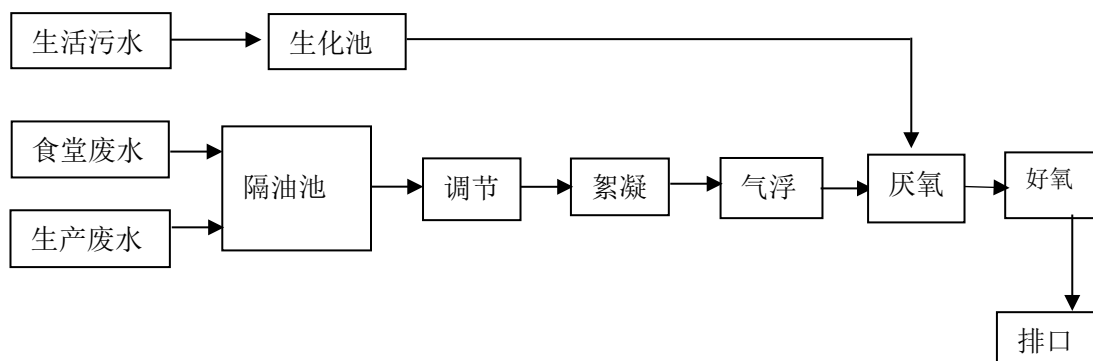 生活污水
生化池
食堂废水
隔油池
调节
絮凝
气浮
厌氧
好氧
生产废水
排口